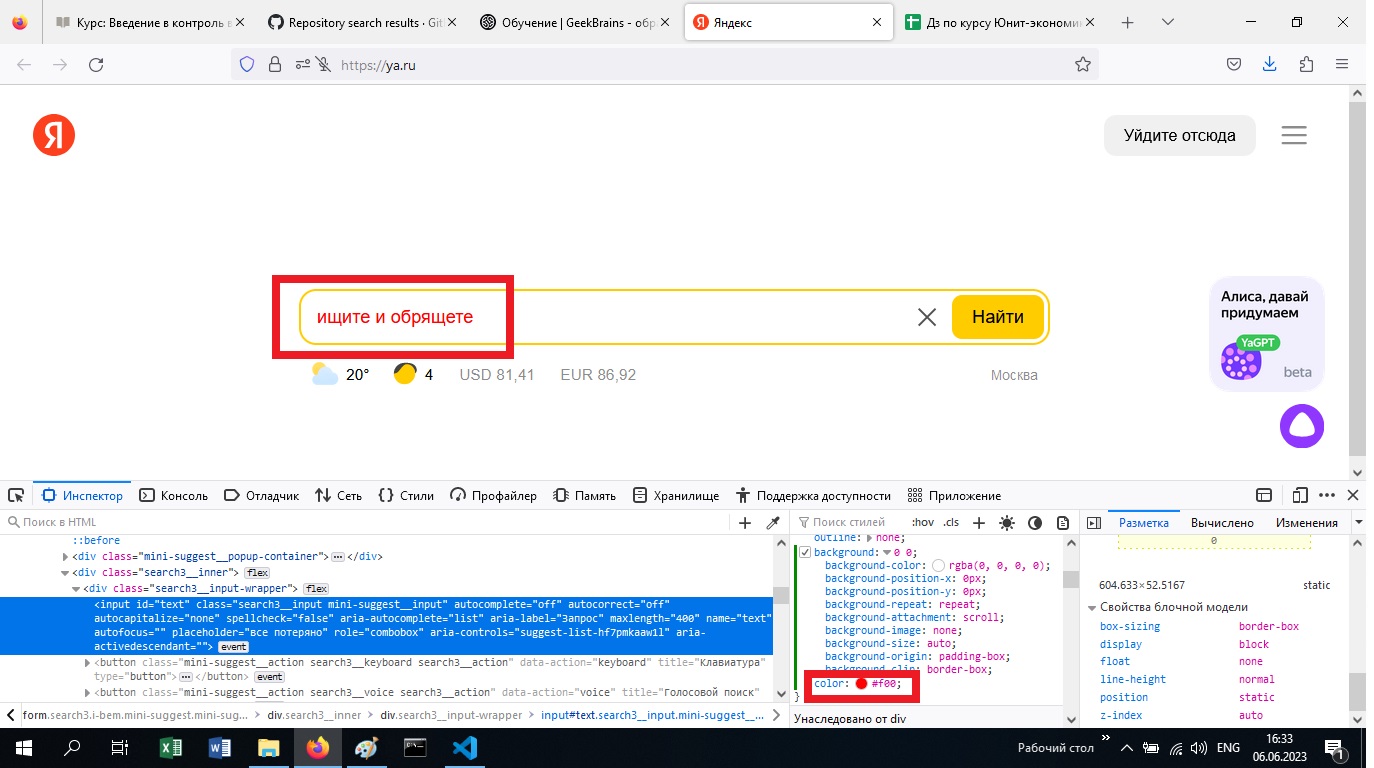 Курс: Введение в контроль в
Repository search results · Git
Обучение | GeekBrains - обр
Яндекс
Дз по курсу Юнит-экономи
https://ya.ru
Я
Уйдите отсюда
ищите и обрящете
Найти
Алиса, давай
придумаем
YaGPT
beta
20°
4
USD 81,41
EUR 86,92
Москва
Инспектор
Консоль
Отладчик
Сеть
Стили
Профайлер
Память
Хранилище
Поддержка доступности
Приложение
Поиск в HTML
::before
<div class="mini-suggest__popup-container"> </div>
<div class="search3__inner"> flex
<div class="search3__input-wrapper"> flex
<input id="text" class="search3__input mini-suggest__input" autocomplete="off" autocorrect="off"
autocapitalize="none" spellcheck="false" aria-autocomplete="list" aria-label="Запрос" maxlength="400" name="text"
autofocus="" placeholder="все потеряно" role="combobox" aria-controls="suggest-list-hf7pmkaaw1l" aria-
activedescendant=""> event
<button class="mini-suggest__action search3__keyboard search3__action" data-action="keyboard" title="Клавиатура"
type="button"> </button> event
<button class="mini-suggest__action search3__voice search3__action" data-action="voice" title="Голосовой поиск"
form.search3.i-bem.mini-suggest.mini-sug...
div.search3__inner
div.search3__input-wrapper
input#text.search3__input.mini-suggest__...
Поиск стилей
:hov .cls
outline: none;
background: 0 0;
background-color: rgba(0, 0, 0, 0);
background-position-x: 0px;
background-position-y: 0px;
background-repeat: repeat;
background-attachment: scroll;
background-image: none;
background-size: auto;
background-origin: padding-box;
background-clip: border-box;
color: #f00;
}
Унаследовано от div
Разметка
Вычислено
Изменения
0
604.633×52.5167
static
Свойства блочной модели
box-sizing border-box
display block
float none
line-height normal
position static
z-index auto
Рабочий стол
ENG
16:33
06.06.2023
1